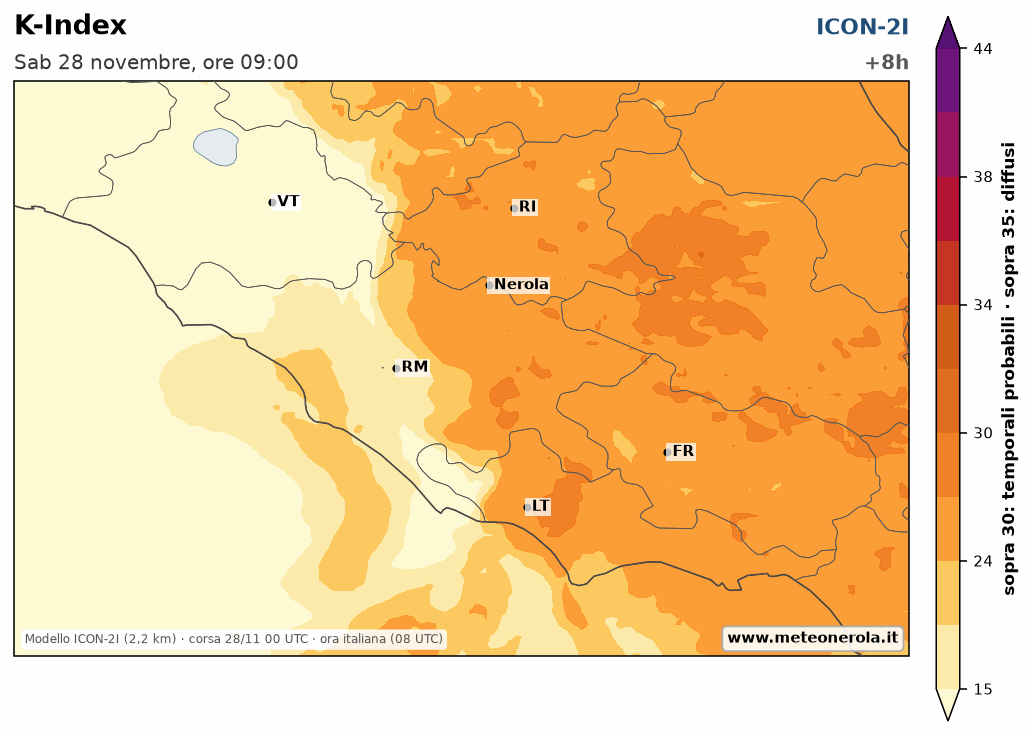 K-Index
ICON-2I
Sab 28 novembre, ore 09:00
+8h
VT
RI
Nerola
RM
FR
LT
Modello ICON-2I (2,2 km) · corsa 28/11 00 UTC · ora italiana (08 UTC)
www.meteonerola.it
44
38
34
30
24
15
sopra 30: temporali probabili · sopra 35: diffusi